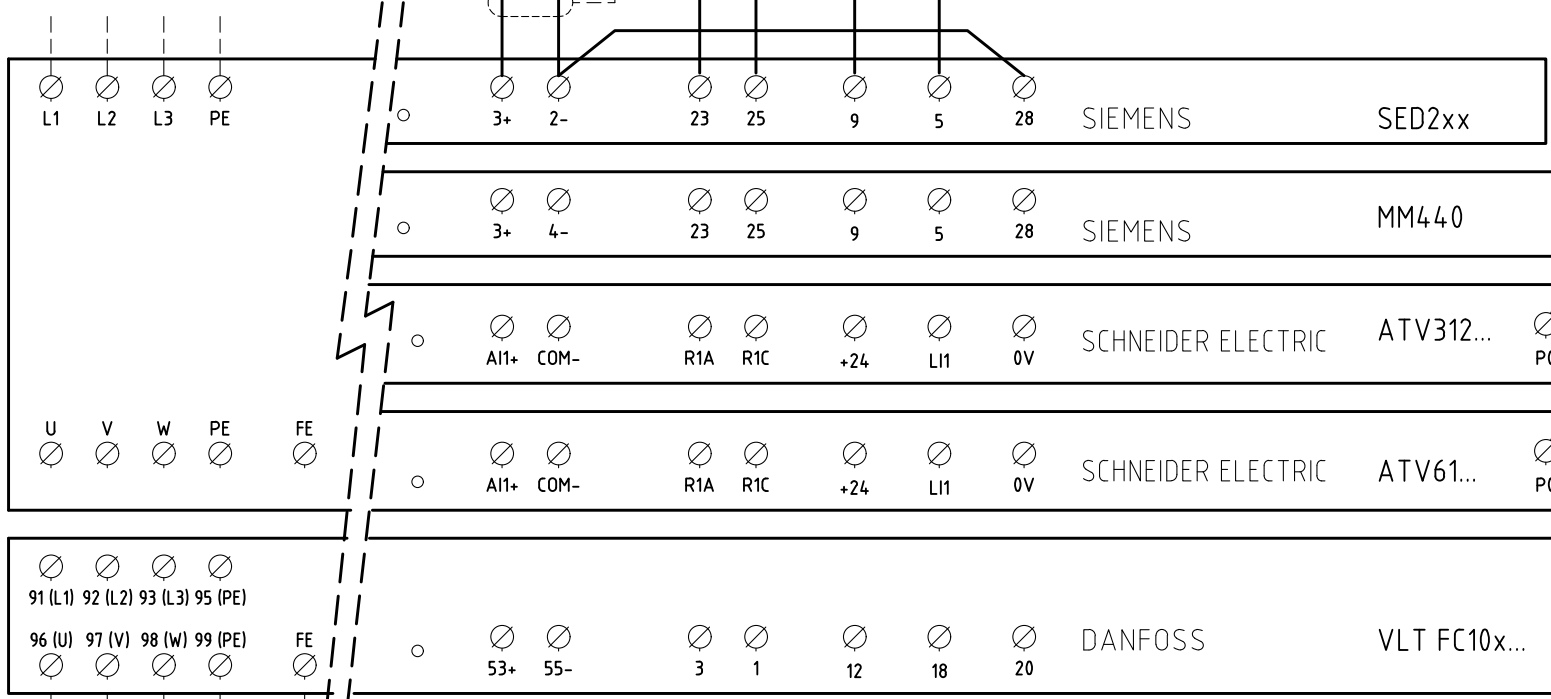 L1 L2 L3 PE 3+ 2- 23 25 9 5 28 SIEMENS SED2xx
3+ 4- 23 25 9 5 28 SIEMENS MM440
AI1+ COM- R1A R1C +24 LI1 0V SCHNEIDER ELECTRIC ATV312...
U V W PE FE
AI1+ COM- R1A R1C +24 LI1 0V SCHNEIDER ELECTRIC ATV61...
91 (L1) 92 (L2) 93 (L3) 95 (PE)
96 (U) 97 (V) 98 (W) 99 (PE) FE
53+ 55- 3 1 12 18 20 DANFOSS VLT FC10x...